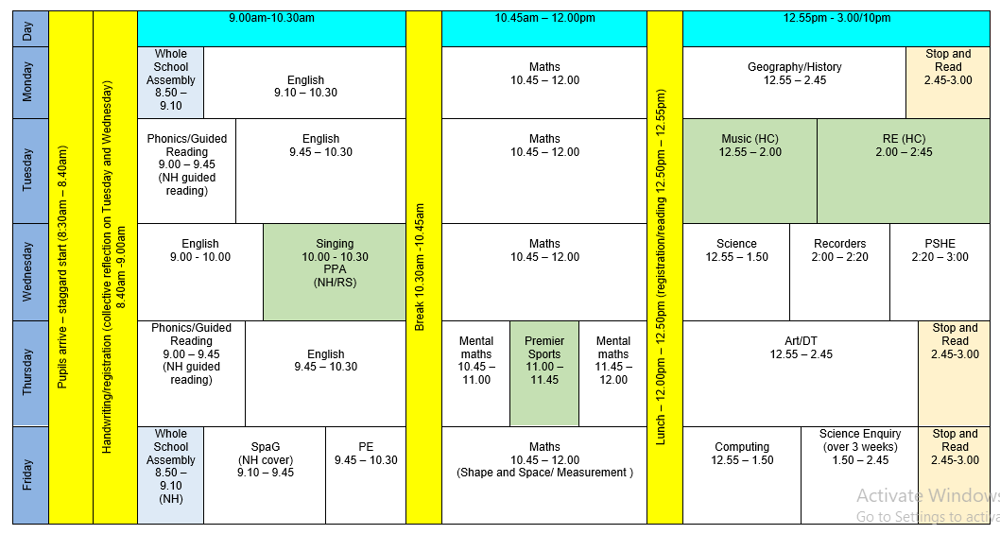 Day
9.00am-10.30am
10.45am – 12.00pm
12.55pm - 3.00/10pm
Pupils arrive – staggard start (8:30am – 8.40am)
Handwriting/registration (collective reflection on Tuesday and Wednesday)
8.40am -9.00am
Break 10.30am -10.45am
Lunch – 12.00pm – 12.50pm (registration/reading 12.50pm – 12.55pm)
Monday
Whole
School
Assembly
8.50 –
9.10
English
9.10 – 10.30
Maths
10.45 – 12.00
Geography/History
12.55 – 2.45
Stop and
Read
2.45-3.00
Tuesday
Phonics/Guided
Reading
9.00 – 9.45
(NH guided
reading)
English
9.45 – 10.30
Maths
10.45 – 12.00
Music (HC)
12.55 – 2.00
RE (HC)
2.00 – 2:45
Wednesday
English
9.00 - 10.00
Singing
10.00 - 10.30
PPA
(NH/RS)
Maths
10.45 – 12.00
Science
12.55 – 1.50
Recorders
2:00 – 2:20
PSHE
2:20 – 3:00
Thursday
Phonics/Guided
Reading
9.00 – 9.45
(NH guided
reading)
English
9.45 – 10.30
Mental
maths
10.45 –
11.00
Premier
Sports
11.00 –
11.45
Mental
maths
11.45 –
12.00
Art/DT
12.55 – 2.45
Stop and
Read
2.45-3.00
Friday
Whole
School
Assembly
8.50 –
9.10
(NH)
SpaG
(NH cover)
9.10 – 9.45
PE
9.45 – 10.30
Maths
10.45 – 12.00
(Shape and Space/ Measurement )
Computing
12.55 – 1.50
Science Enquiry
(over 3 weeks)
1.50 – 2.45
Stop and
Read
2.45-3.00
Activate Windows
Go to Settings to activa